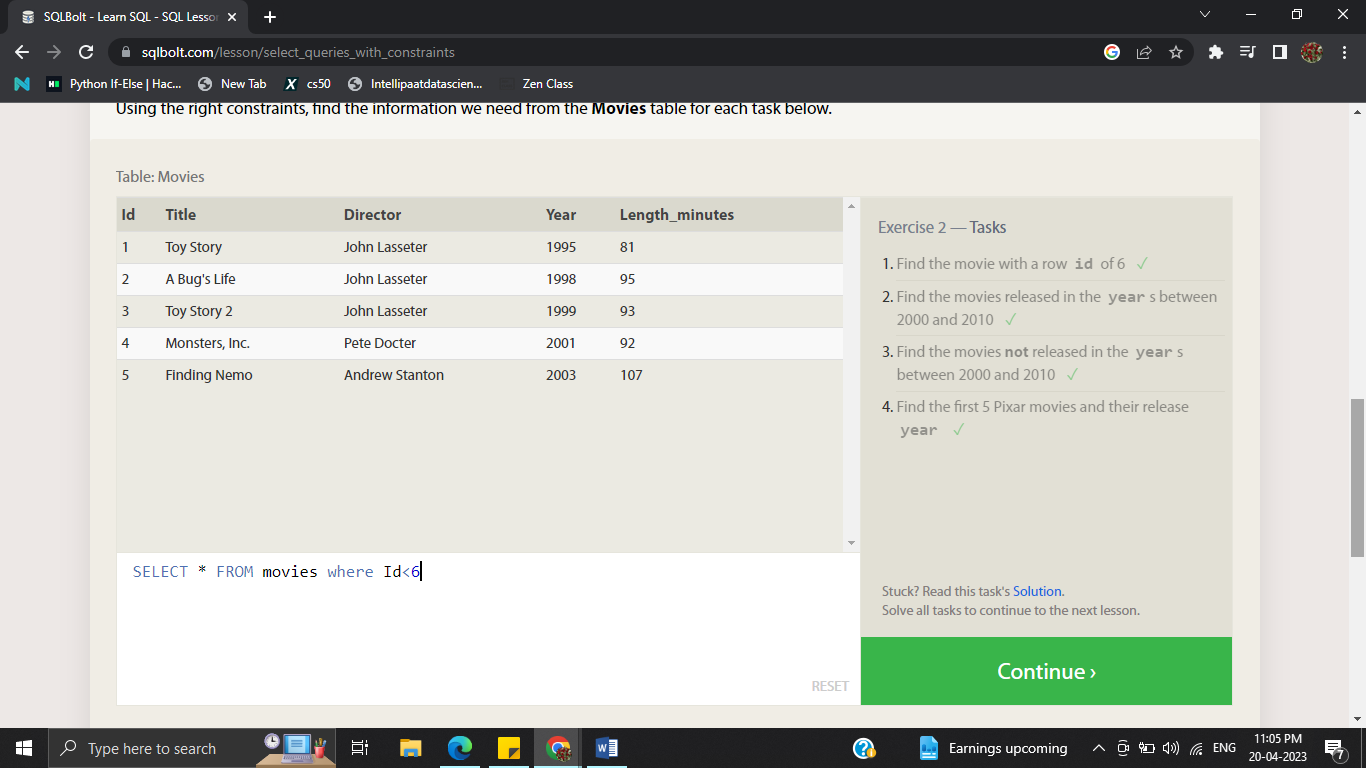 SQLBolt - Learn SQL - SQL Lesson
sqlbolt.com/lesson/select_queries_with_constraints
Python If-Else | Hac... New Tab X cs50 Intellipaatdatascien... Zen Class
Using the right constraints, find the information we need from the Movies table for each task below.
Table: Movies
Id Title Director Year Length_minutes
1 Toy Story John Lasseter 1995 81
2 A Bug's Life John Lasseter 1998 95
3 Toy Story 2 John Lasseter 1999 93
4 Monsters, Inc. Pete Docter 2001 92
5 Finding Nemo Andrew Stanton 2003 107
SELECT * FROM movies where Id<6
RESET
Exercise 2 — Tasks
1. Find the movie with a row id of 6 ✓
2. Find the movies released in the year s between
2000 and 2010 ✓
3. Find the movies not released in the year s
between 2000 and 2010 ✓
4. Find the first 5 Pixar movies and their release
year ✓
Stuck? Read this task's Solution.
Solve all tasks to continue to the next lesson.
Continue ›
Type here to search
Earnings upcoming
ENG
11:05 PM
20-04-2023
7